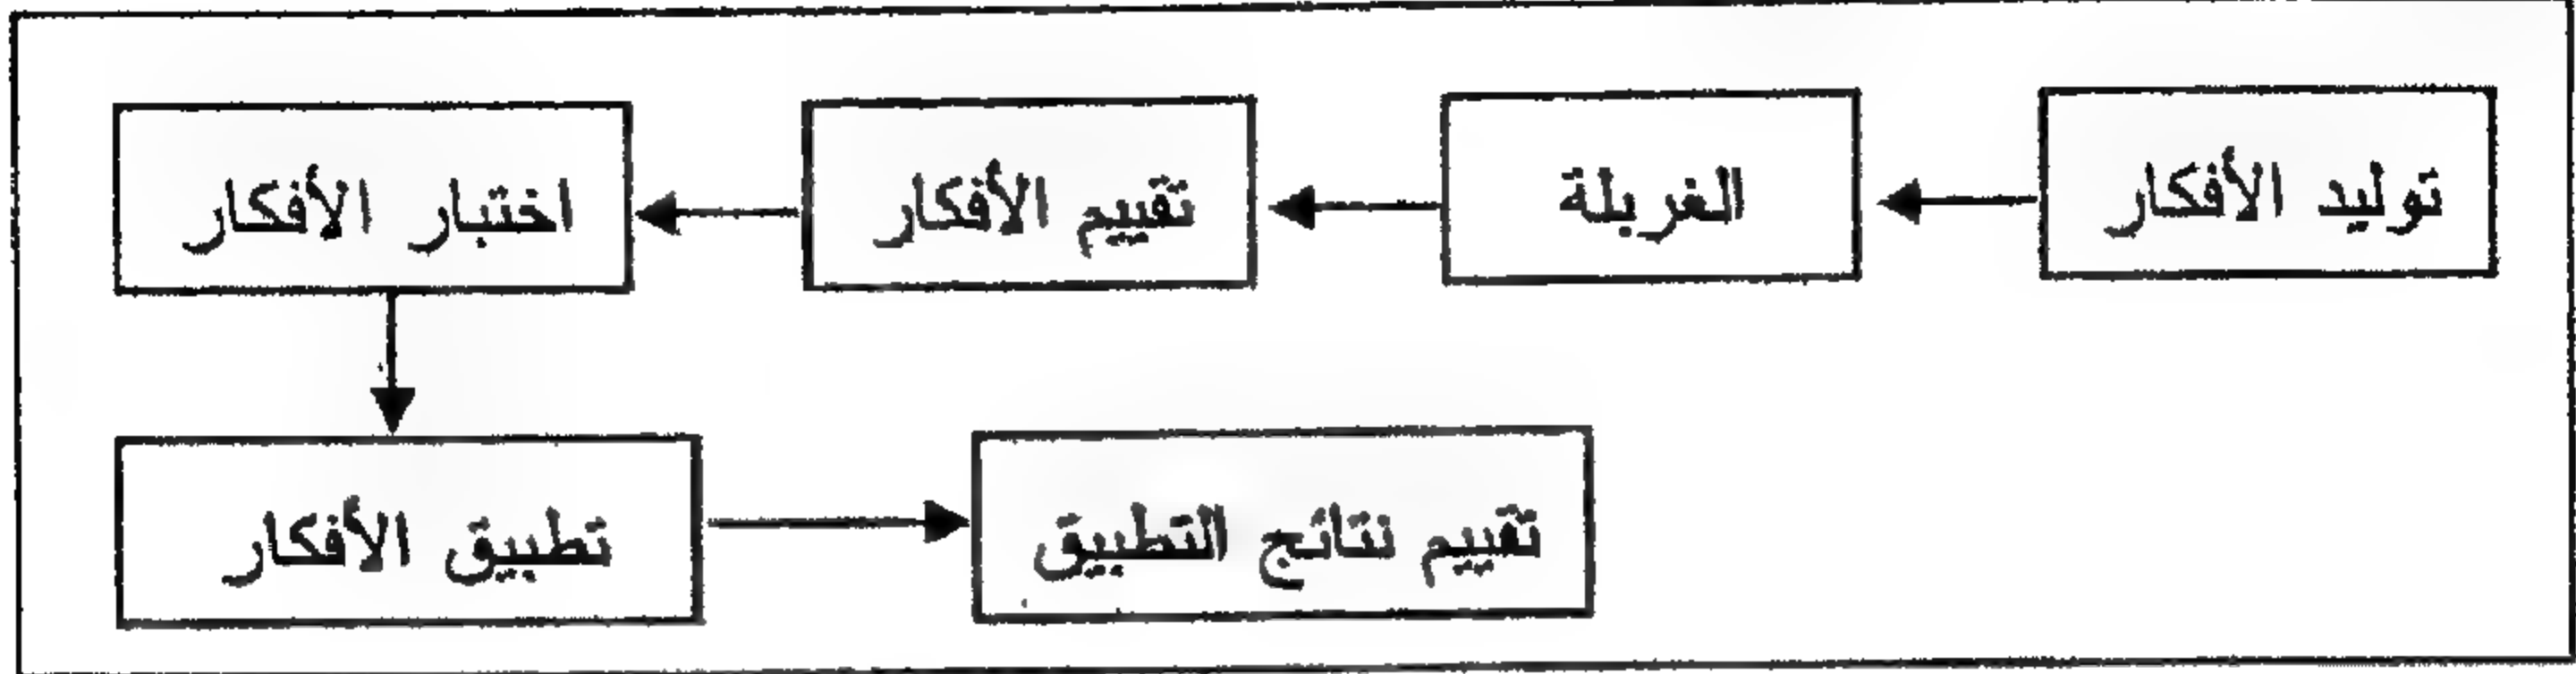 توليد الأفكار
الغربلة
تقييم الأفكار
اختبار الأفكار
تطبيق الأفكار
تقييم نتائج التطبيق